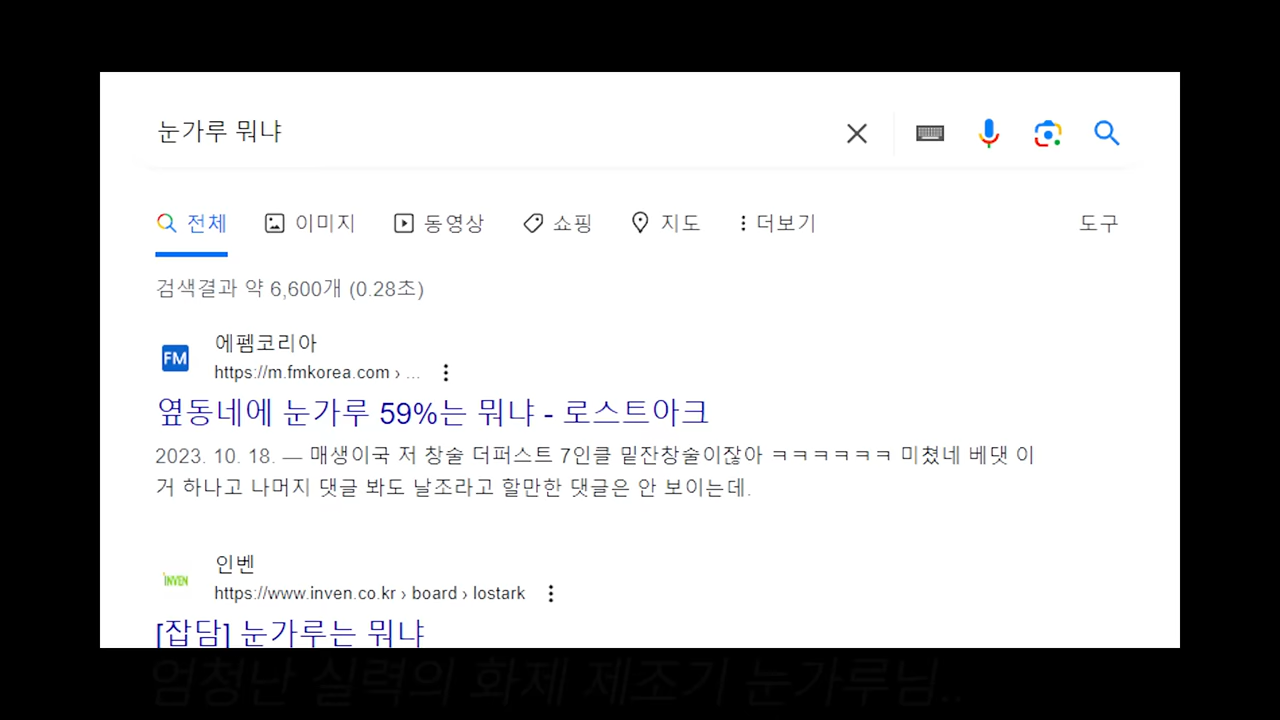 눈가루 뭐냐
전체 이미지 동영상 쇼핑 지도 더보기 도구
검색결과 약 6,600개 (0.28초)
FM 에펨코리아
https://m.fmkorea.com › ...
옆동네에 눈가루 59%는 뭐냐 - 로스트아크
2023. 10. 18. — 매생이국 저 창술 더퍼스트 7인클 밑잔창술이잖아 ㅋㅋㅋㅋㅋㅋ 미쳤네 베댓 이
거 하나고 나머지 댓글 봐도 날조라고 할만한 댓글은 안 보이는데.
INVEN 인벤
https://www.inven.co.kr › board › lostark
[잡담] 눈가루는 뭐냐
엄청난 실력의 화제 제조기 눈가루님..